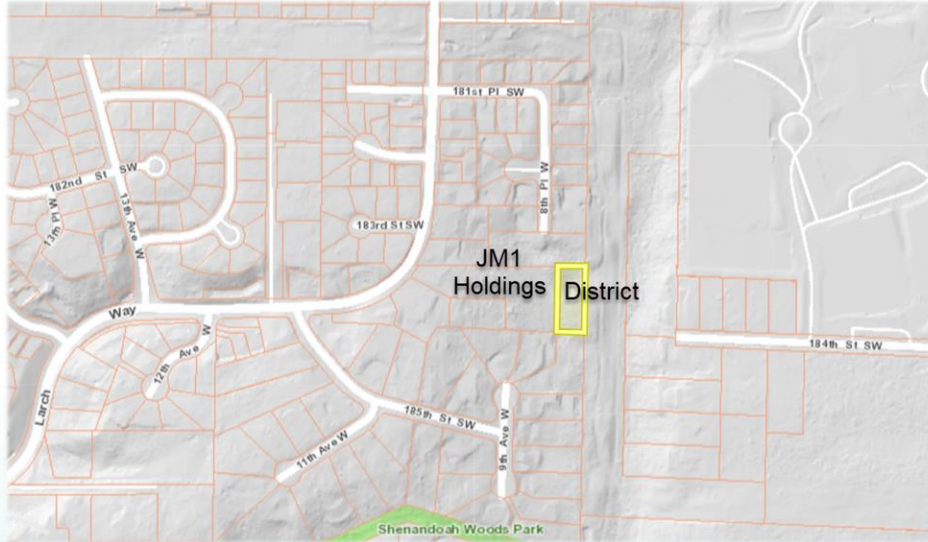 181st Pl SW
8th Pl W
182nd St SW
13th Pl W
13th Ave W
183rd St SW
JM1
Holdings
District
Way
Larch
12th Ave W
184th St SW
185th St SW
9th Ave W
11th Ave W
Shenandoah Woods Park